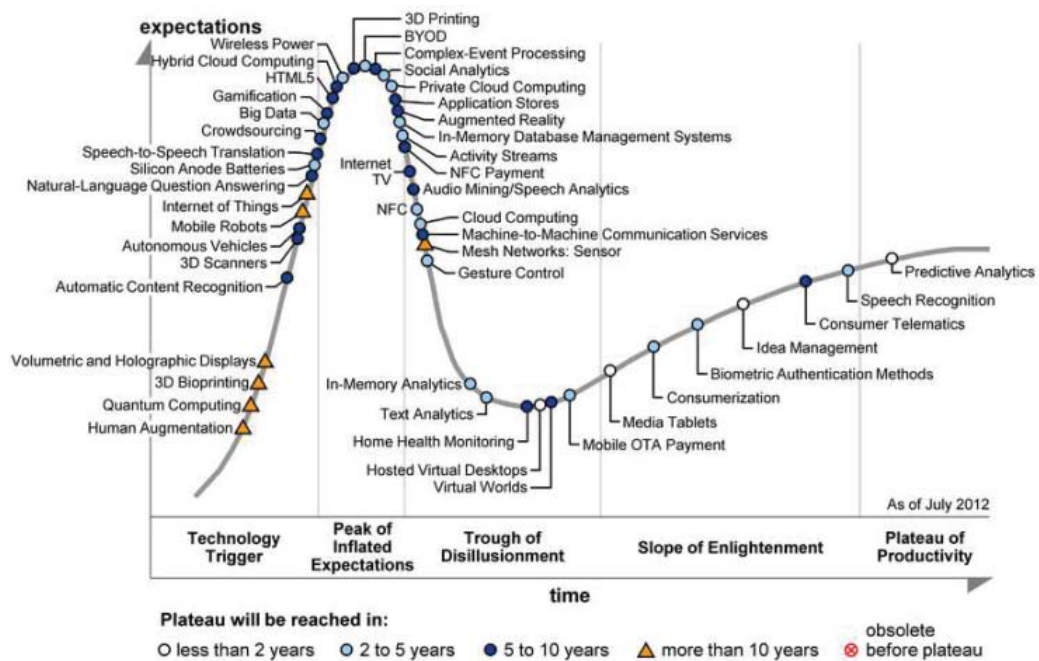 expectations
3D Printing
BYOD
Wireless Power
Complex-Event Processing
Hybrid Cloud Computing
Social Analytics
HTML5
Private Cloud Computing
Gamification
Application Stores
Big Data
Augmented Reality
Crowdsourcing
In-Memory Database Management Systems
Speech-to-Speech Translation
Activity Streams
Silicon Anode Batteries
Internet
TV
NFC Payment
Natural-Language Question Answering
Audio Mining/Speech Analytics
Internet of Things
NFC
Cloud Computing
Mobile Robots
Machine-to-Machine Communication Services
Autonomous Vehicles
Mesh Networks: Sensor
3D Scanners
Gesture Control
Automatic Content Recognition
Predictive Analytics
Speech Recognition
Consumer Telematics
Idea Management
Volumetric and Holographic Displays
Biometric Authentication Methods
3D Bioprinting
In-Memory Analytics
Consumerization
Quantum Computing
Text Analytics
Media Tablets
Human Augmentation
Home Health Monitoring
Mobile OTA Payment
Hosted Virtual Desktops
Virtual Worlds
As of July 2012
Technology
Trigger
Peak of
Inflated
Expectations
Trough of
Disillusionment
Slope of Enlightenment
Plateau of
Productivity
time
Plateau will be reached in:
less than 2 years
2 to 5 years
5 to 10 years
more than 10 years
obsolete
before plateau